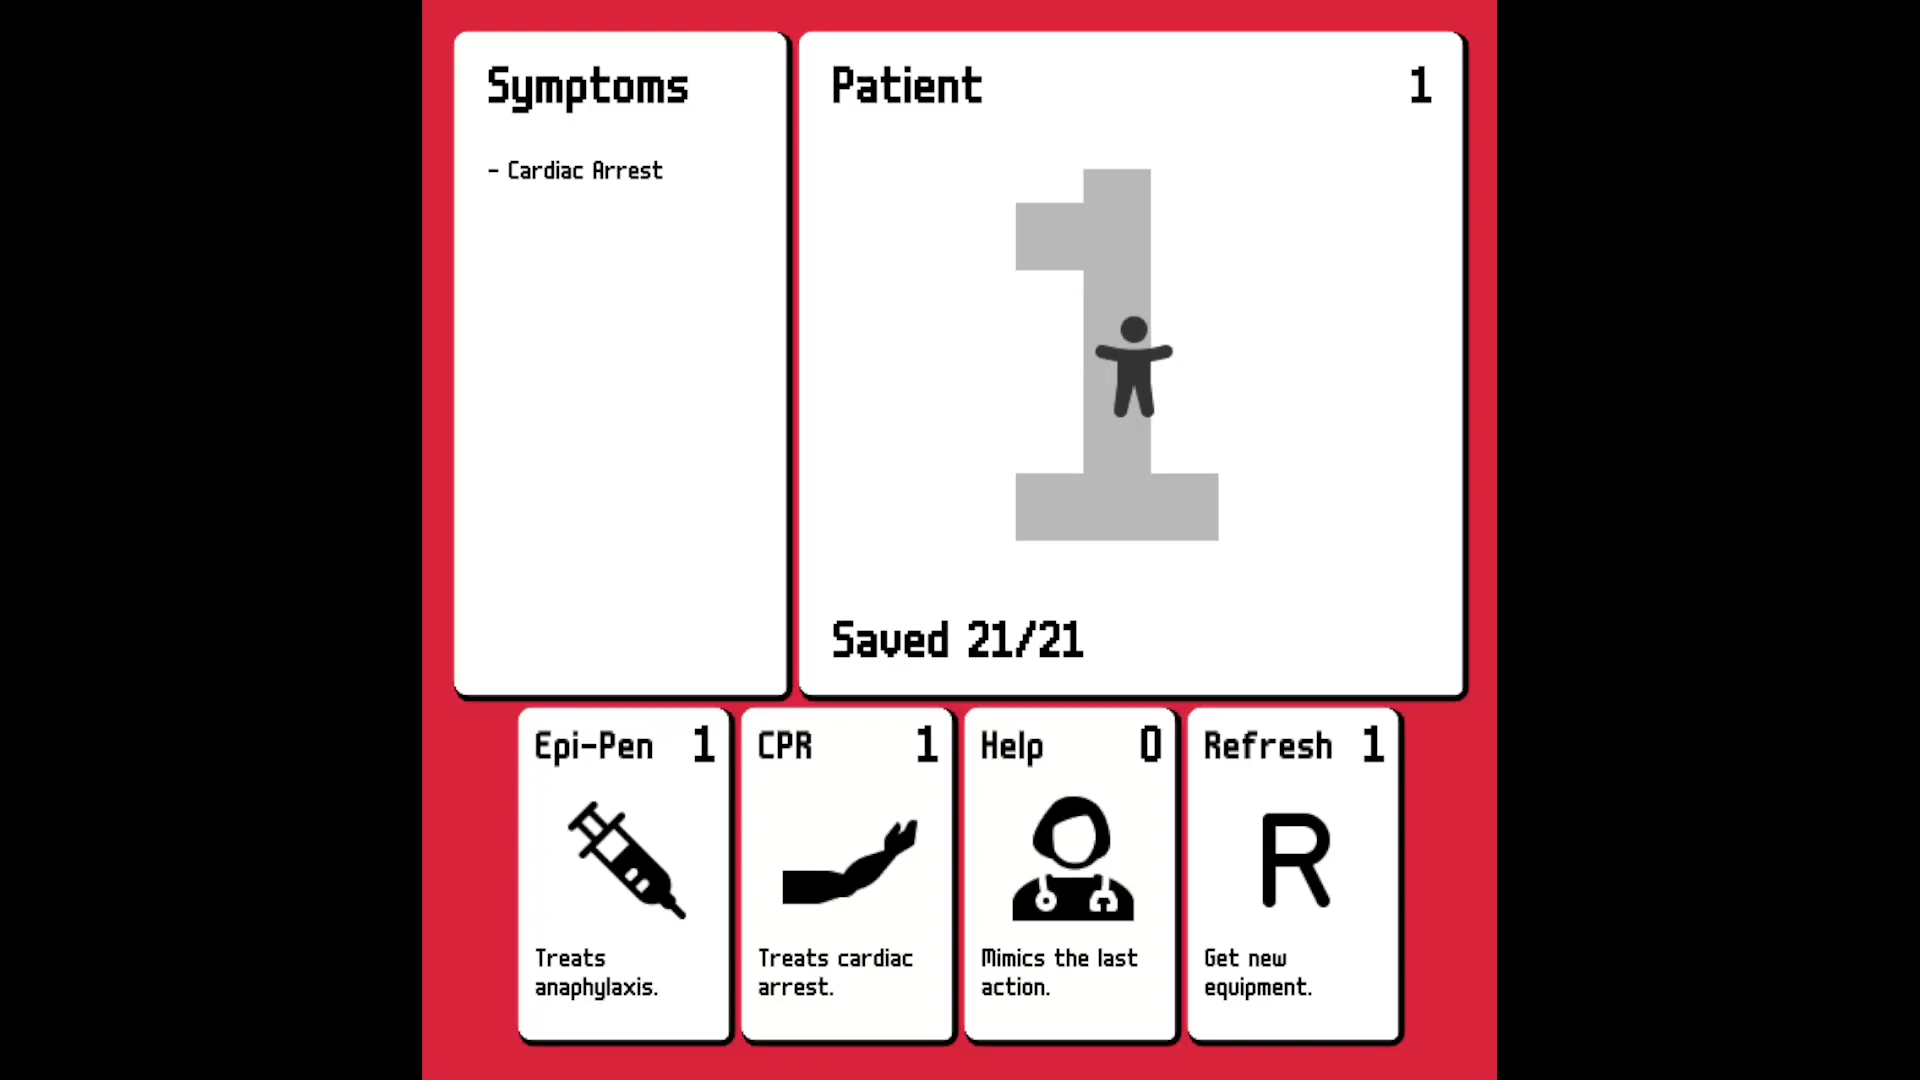 Symptoms
- Cardiac Arrest
Patient 1
1
Saved 21/21
Epi-Pen 1
Treats
anaphylaxis.
CPR 1
Treats cardiac
arrest.
Help 0
Mimics the last
action.
Refresh 1
R
Get new
equipment.